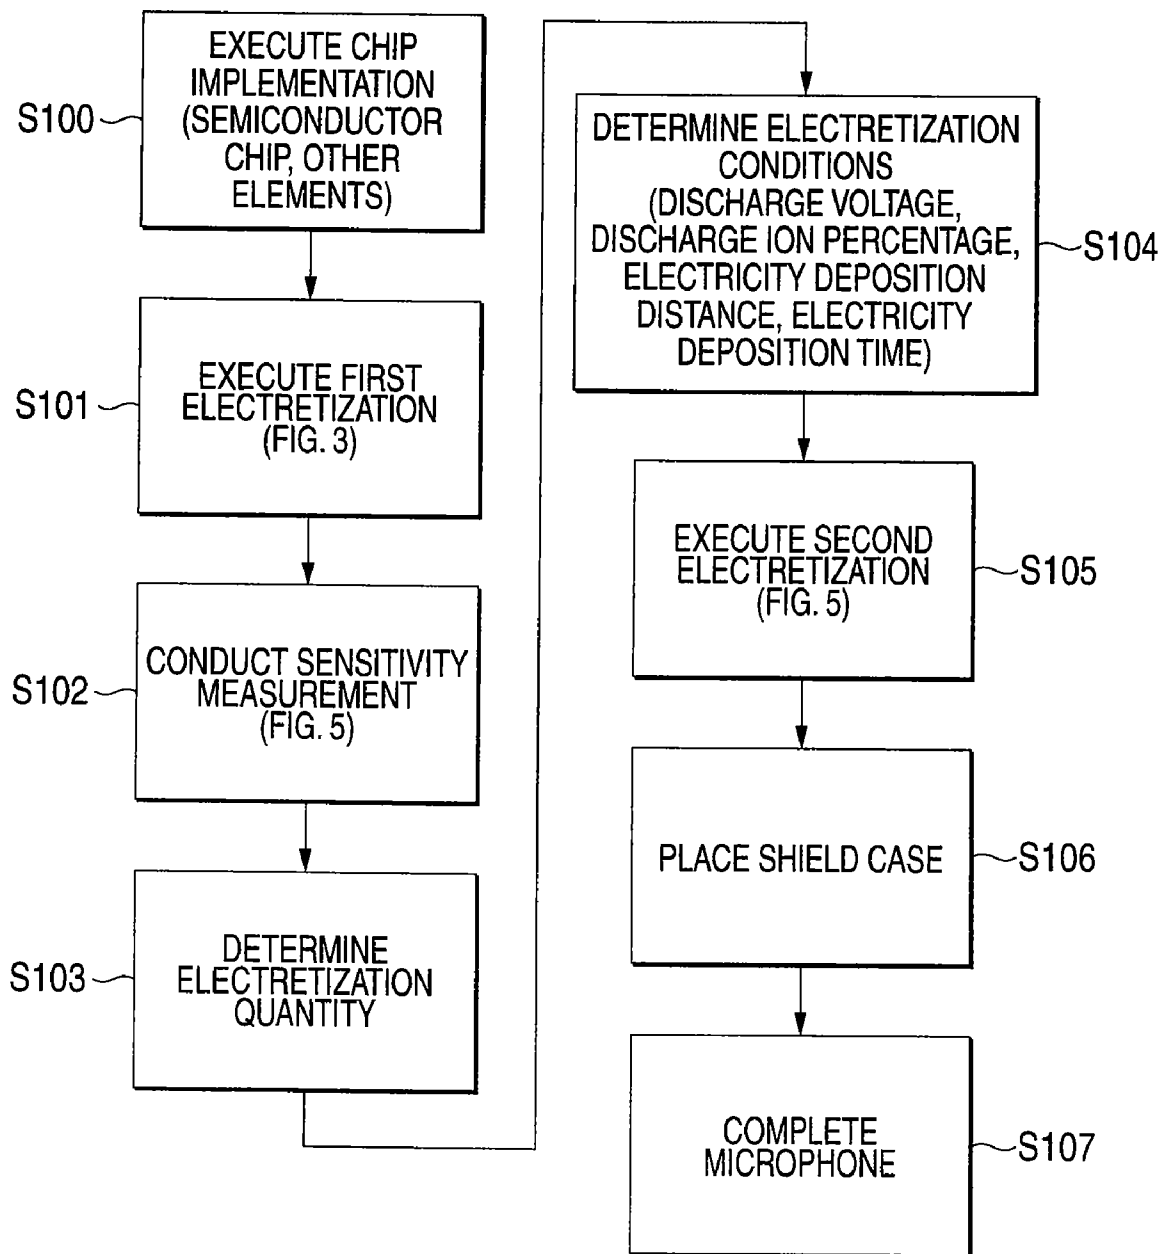 S100
EXECUTE CHIP
IMPLEMENTATION
(SEMICONDUCTOR
CHIP, OTHER
ELEMENTS)
S101
EXECUTE FIRST
ELECTRETIZATION
(FIG. 3)
S102
CONDUCT SENSITIVITY
MEASUREMENT
(FIG. 5)
S103
DETERMINE
ELECTRETIZATION
QUANTITY
DETERMINE ELECTRETIZATION
CONDITIONS
(DISCHARGE VOLTAGE,
DISCHARGE ION PERCENTAGE,
ELECTRICITY DEPOSITION
DISTANCE, ELECTRICITY
DEPOSITION TIME)
S104
EXECUTE SECOND
ELECTRETIZATION
(FIG. 5)
S105
PLACE SHIELD CASE
S106
COMPLETE
MICROPHONE
S107